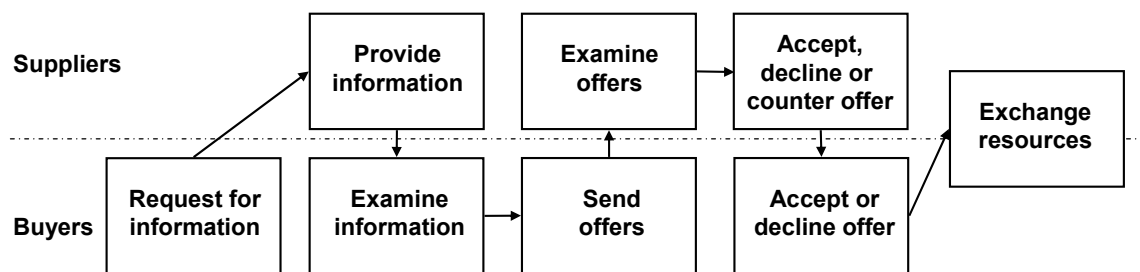 Suppliers
Provide
information
Examine
offers
Accept,
decline or
counter offer
Exchange
resources
Buyers
Request for
information
Examine
information
Send
offers
Accept or
decline offer